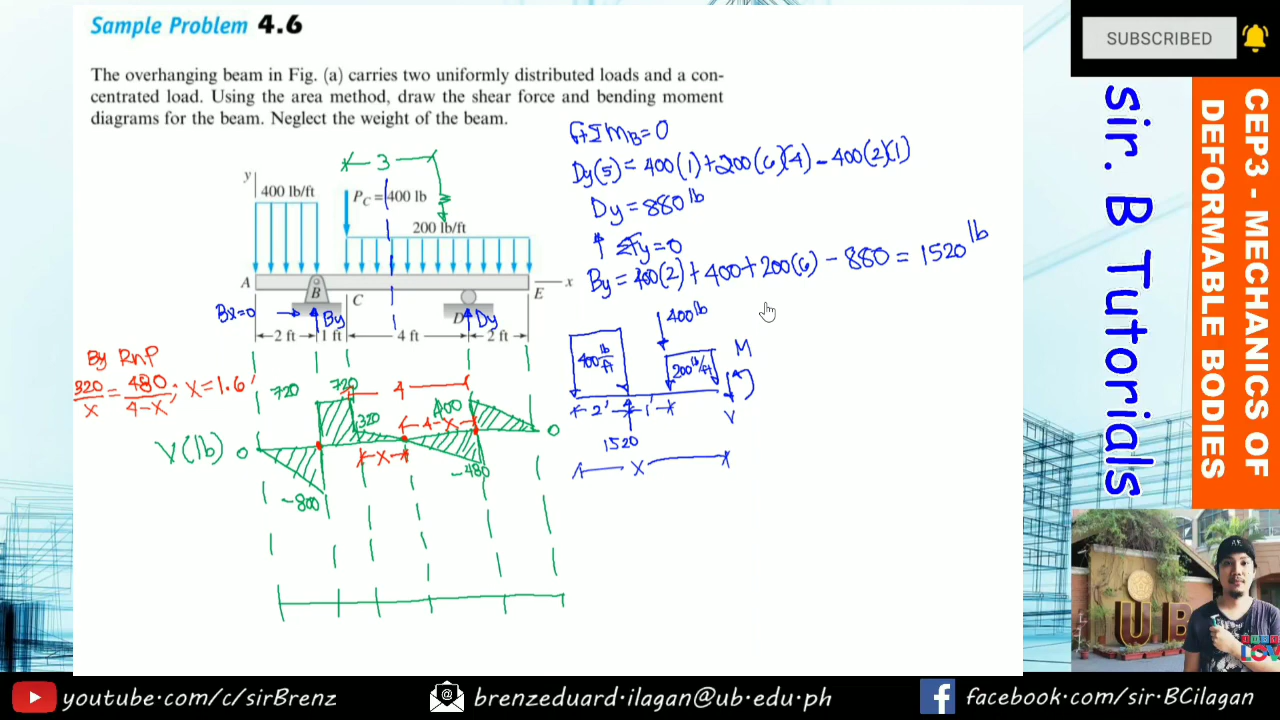 Sample Problem 4.6
The overhanging beam in Fig. (a) carries two uniformly distributed loads and a con-
centrated load. Using the area method, draw the shear force and bending moment
diagrams for the beam. Neglect the weight of the beam.
3
y
400 lb/ft
P_C = 400 lb
200 lb/ft
A
B
C
D
E
x
Bx=0
By
Dy
2 ft
1 ft
4 ft
2 ft
By RnP
320/x = 480/4-x ; x = 1.6'
720
720
4
320
400
4-x
x
V(lb)
0
0
-800
-480
ΣM_B=0
Dy(5) = 400(1)+200(6)(4) - 400(2)(1)
Dy = 880 lb
↑ ΣFy=0
By = 400(2) + 400 + 200(6) - 880 = 1520 lb
400 lb
400 lb/ft
200 lb/ft
M
V
2'
1'
1520
x
SUBSCRIBED
sir. B Tutorials
CEP3 - MECHANICS OF
DEFORMABLE BODIES
UB
youtube.com/c/sirBrenz
brenzeduard.ilagan@ub.edu.ph
facebook.com/sir.BCilagan